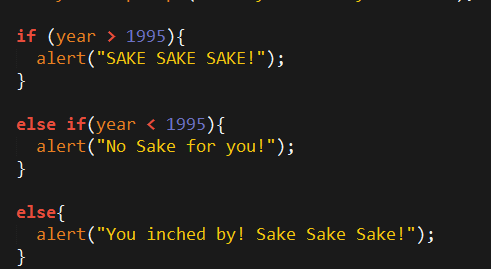 if (year > 1995){
  alert("SAKE SAKE SAKE!");
}

else if(year < 1995){
  alert("No Sake for you!");
}

else{
  alert("You inched by! Sake Sake Sake!");
}